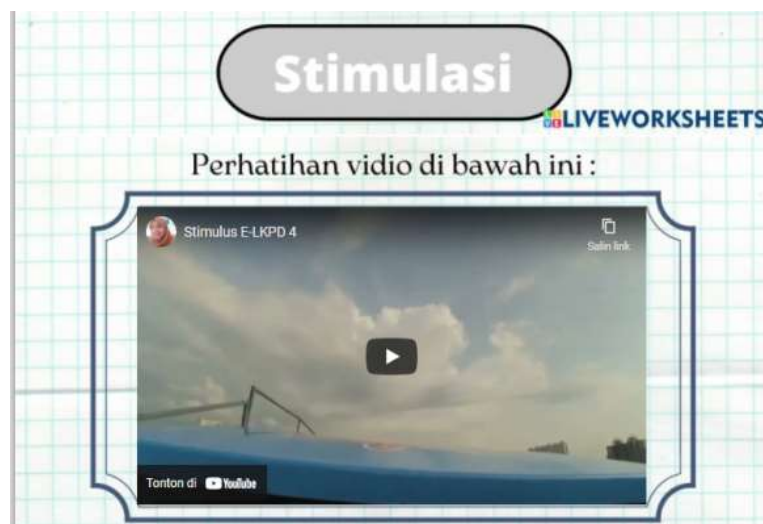 Stimulasi
LIVEWORKSHEETS
Perhatihan vidio di bawah ini :
Stimulus E-LKPD 4
Salin link
Tonton di YouTube